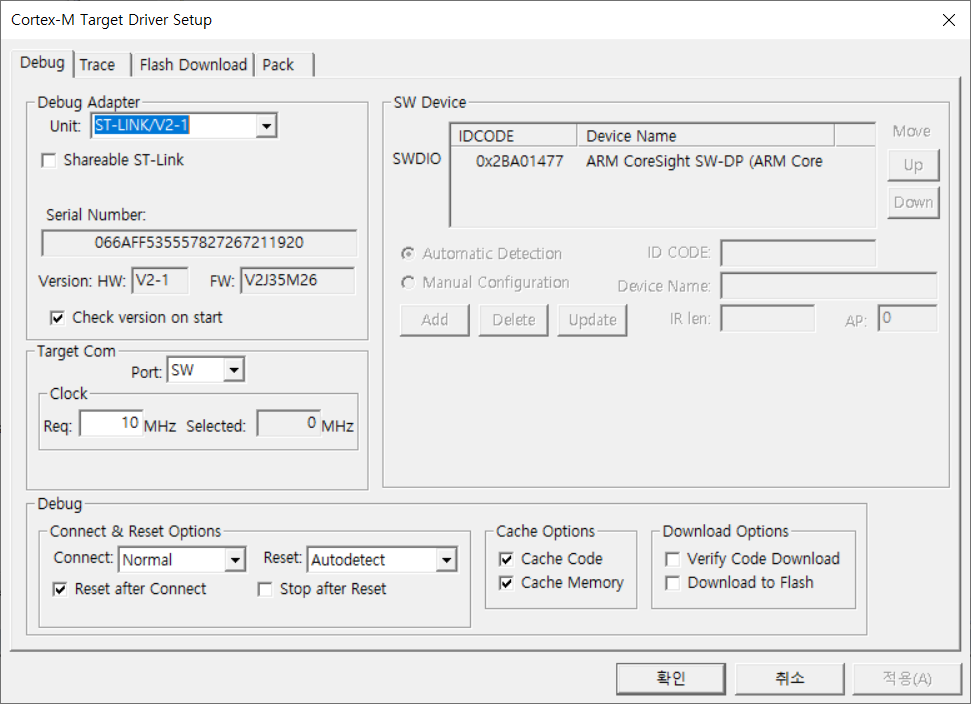 Cortex-M Target Driver Setup
Debug Trace Flash Download Pack
Debug Adapter
Unit: ST-LINK/V2-1
Shareable ST-Link
Serial Number:
066AFF535557827267211920
Version: HW: V2-1 FW: V2J35M26
Check version on start
Target Com
Port: SW
Clock
Req: 10 MHz Selected: 0 MHz
SW Device
IDCODE Device Name
SWDIO 0x2BA01477 ARM CoreSight SW-DP (ARM Core
Move
Up
Down
Automatic Detection ID CODE:
Manual Configuration Device Name:
Add Delete Update IR len: AP: 0
Debug
Connect & Reset Options
Connect: Normal Reset: Autodetect
Reset after Connect Stop after Reset
Cache Options
Cache Code
Cache Memory
Download Options
Verify Code Download
Download to Flash
확인 취소 적용(A)